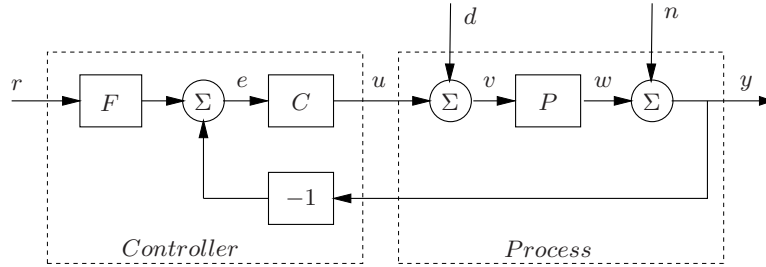 d
n
r
F
Σ
e
C
u
Σ
v
P
w
Σ
y
−1
Controller
Process